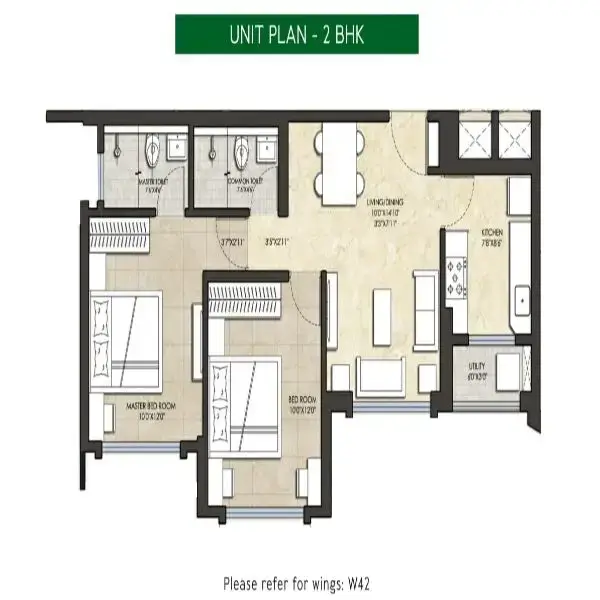 UNIT PLAN - 2 BHK
MASTER TOILET
7'6"X4'6"
COMMON TOILET
7'6"X4'6"
LIVING/DINING
10'0"X14'10"
3'3"X7'11"
KITCHEN
7'8"X8'6"
3'7"X2'11"
3'5"X2'11"
UTILITY
6'0"X3'0"
MASTER BED ROOM
10'0"X12'0"
BED ROOM
10'0"X12'0"
Please refer for wings: W42